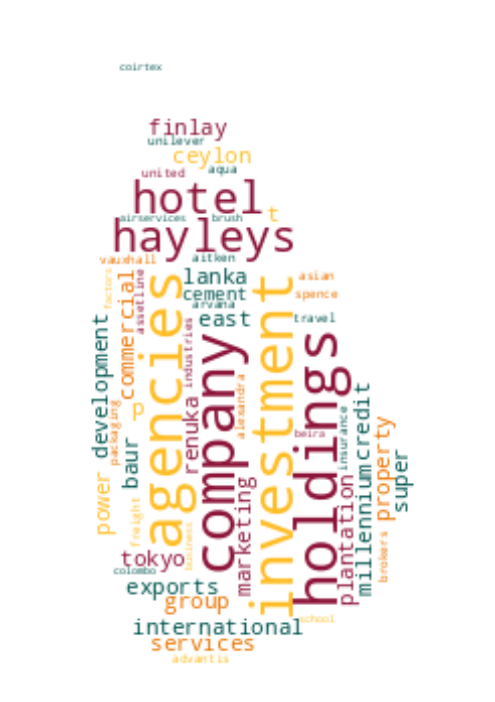 coirtex
finlay
unilever
ceylon
united
aqua
hotel
t
airservices
brush
hayleys
vauxhall
aitken
factors
commercial
assetline
agencies
lanka
cement
arvana
east
investment
asian
spence
travel
development
packaging
p
baur
industries
renuka
company
alexandra
holdings
beira
insurance
credit
millennium
property
super
power
freight
business
marketing
plantation
brokers
tokyo
colombo
exports
group
school
international
services
advantis